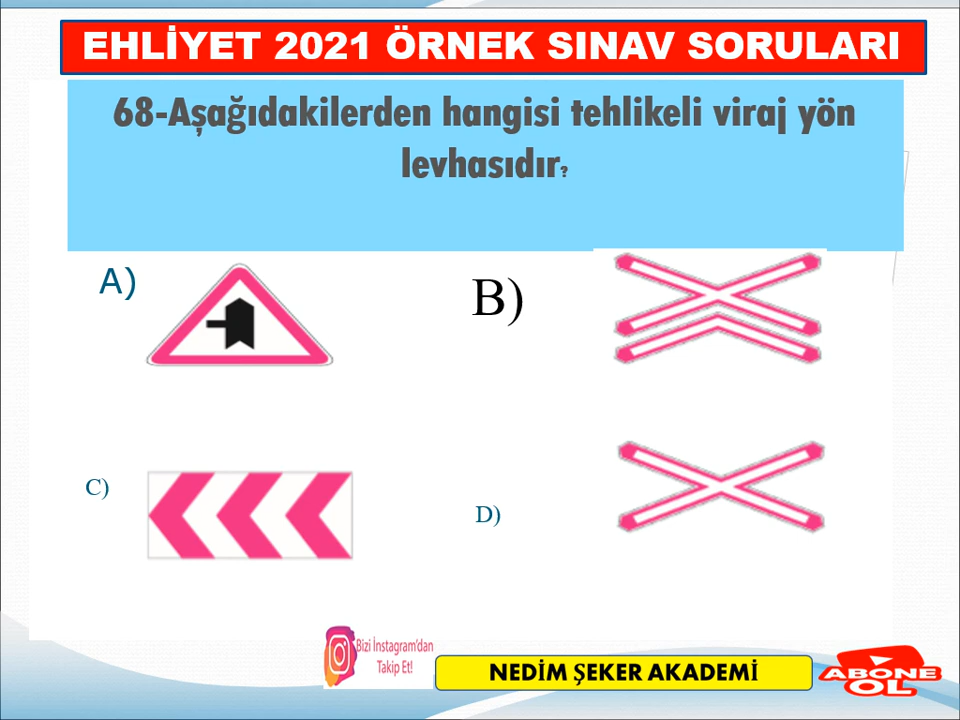 EHLİYET 2021 ÖRNEK SINAV SORULARI
68-Aşağıdakilerden hangisi tehlikeli viraj yön
levhasıdır?
A)
B)
C)
D)
Bizi İnstagram'dan
Takip Et!
NEDİM ŞEKER AKADEMİ
ABONE
OL